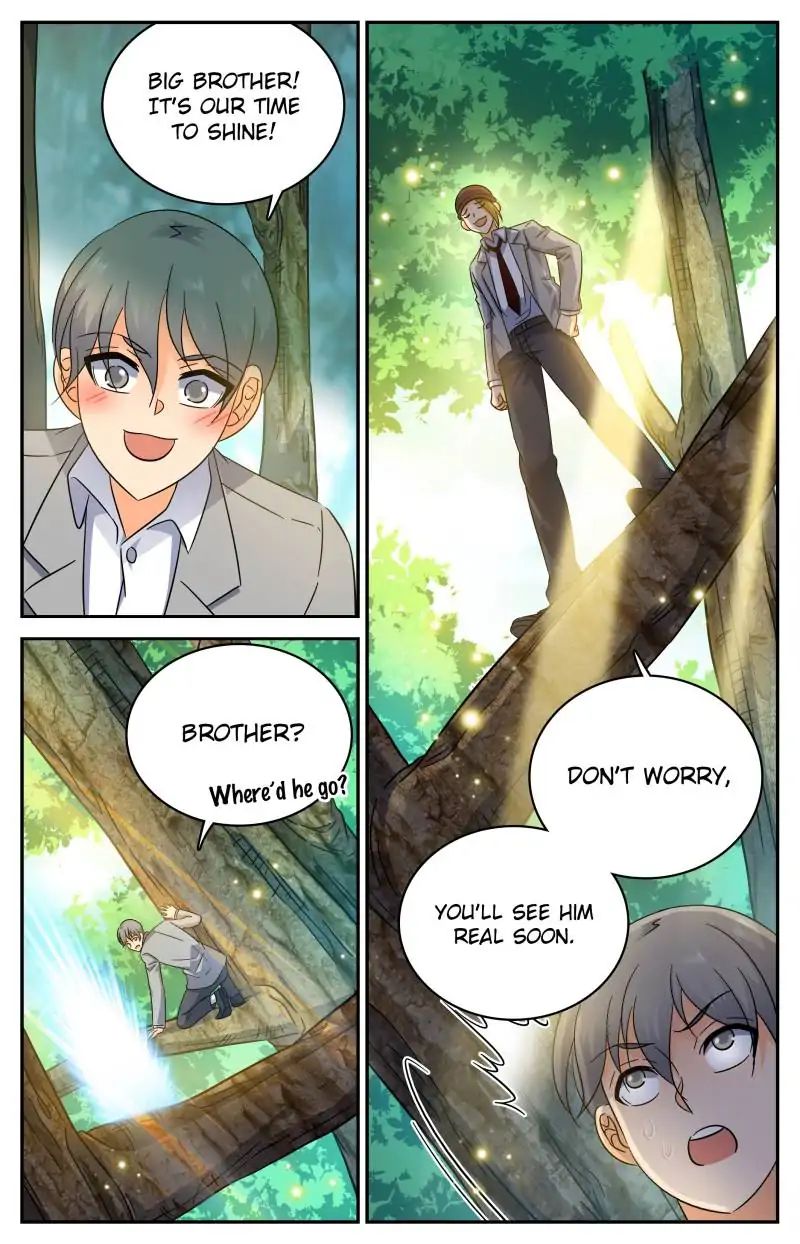 BIG BROTHER!
IT'S OUR TIME
TO SHINE!
BROTHER?
Where'd he go?
DON'T WORRY,
YOU'LL SEE HIM
REAL SOON.